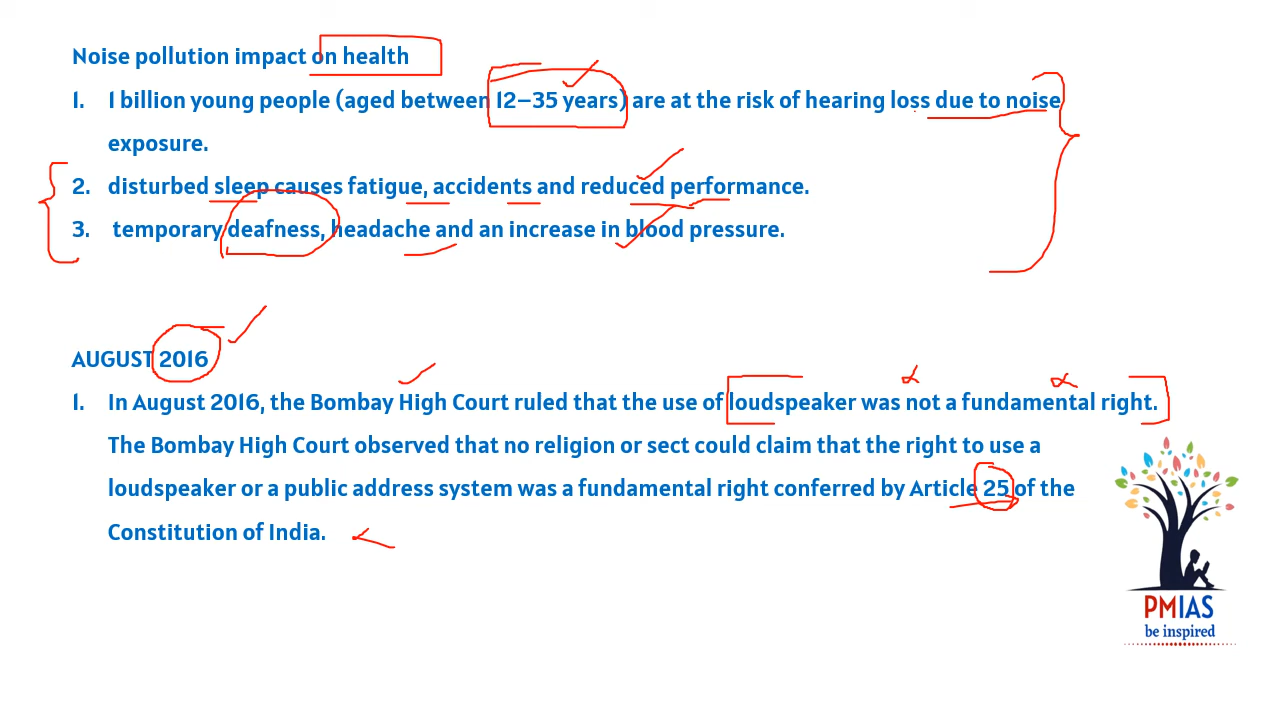 Noise pollution impact on health
1. 1 billion young people (aged between 12–35 years) are at the risk of hearing loss due to noise
exposure.
2. disturbed sleep causes fatigue, accidents and reduced performance.
3. temporary deafness, headache and an increase in blood pressure.
AUGUST 2016
1. In August 2016, the Bombay High Court ruled that the use of loudspeaker was not a fundamental right.
The Bombay High Court observed that no religion or sect could claim that the right to use a
loudspeaker or a public address system was a fundamental right conferred by Article 25 of the
Constitution of India.
PMIAS
be inspired